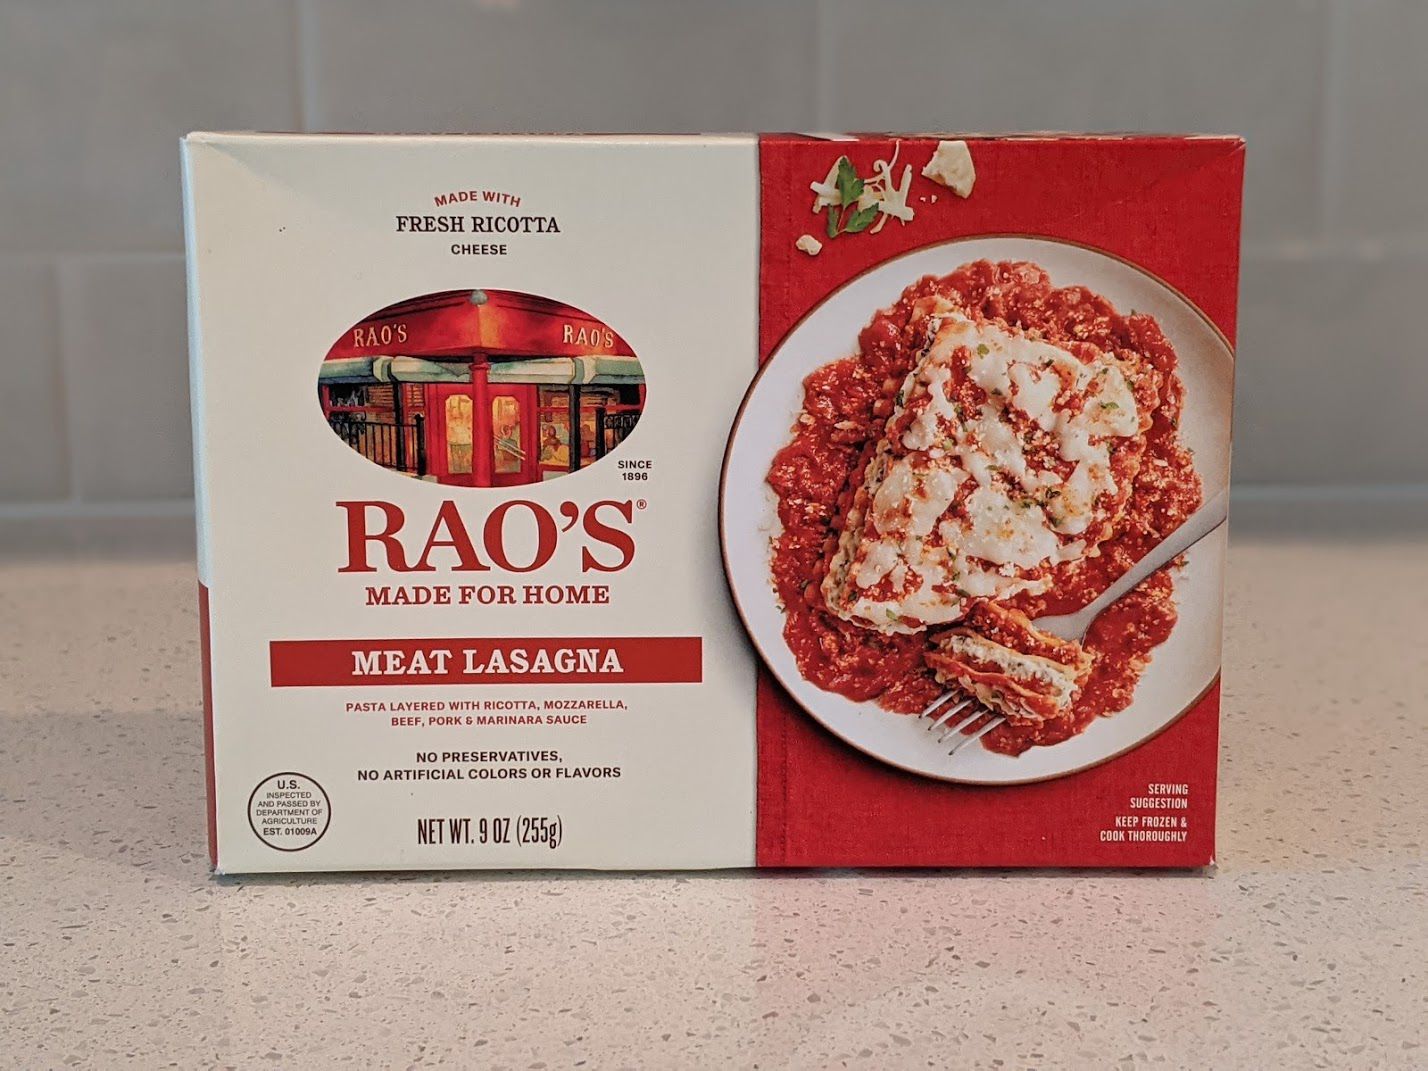 MADE WITH
FRESH RICOTTA
CHEESE
RAO'S
RAO'S
SINCE
1896
RAO'S®
MADE FOR HOME
MEAT LASAGNA
PASTA LAYERED WITH RICOTTA, MOZZARELLA,
BEEF, PORK & MARINARA SAUCE
NO PRESERVATIVES,
NO ARTIFICIAL COLORS OR FLAVORS
U.S.
INSPECTED
AND PASSED BY
DEPARTMENT OF
AGRICULTURE
EST. 01009A
NET WT. 9 OZ (255g)
SERVING
SUGGESTION
KEEP FROZEN &
COOK THOROUGHLY